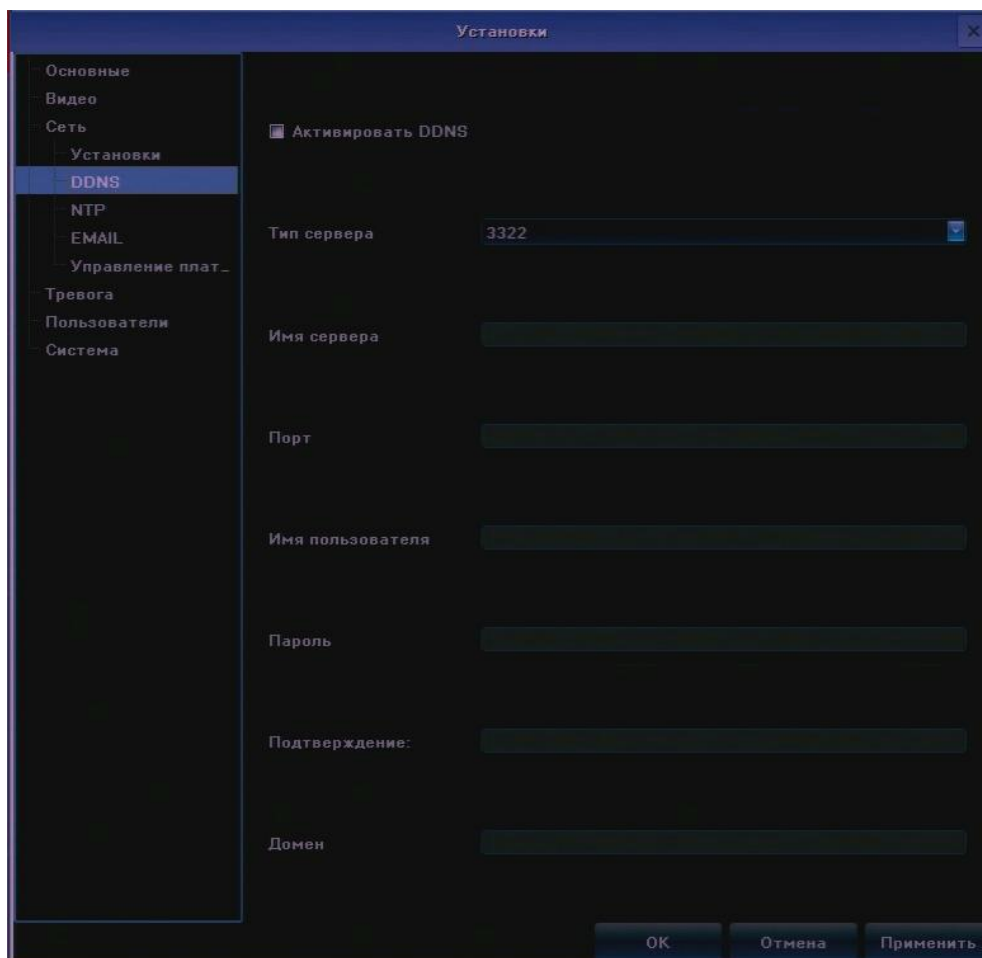 Установки
Основные
Видео
Сеть
Установки
DDNS
NTP
EMAIL
Управление плат_
Тревога
Пользователи
Система
Активировать DDNS
Тип сервера
3322
Имя сервера
Порт
Имя пользователя
Пароль
Подтверждение:
Домен
OK
Отмена
Применить